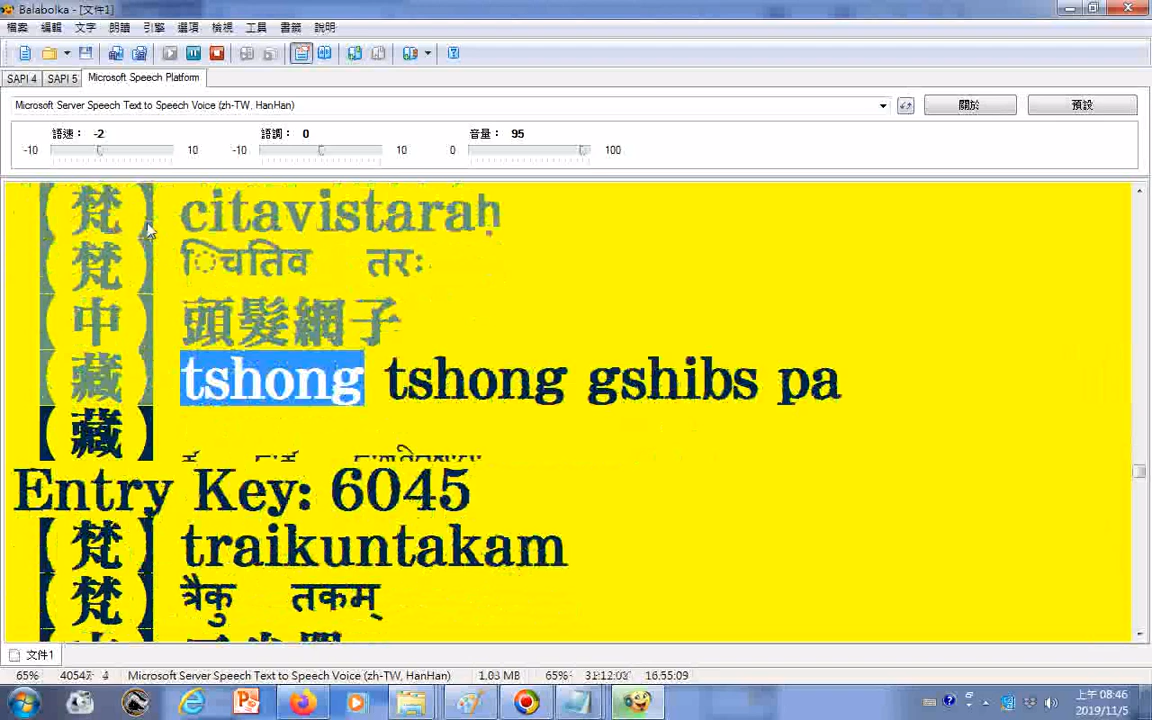 Balabolka - [文件1]
檔案 編輯 文字 朗讀 引擎 選項 檢視 工具 書籤 說明
SAPI 4 SAPI 5 Microsoft Speech Platform
Microsoft Server Speech Text to Speech Voice (zh-TW, HanHan)
關於 預設
語速： -2 語調： 0 音量： 95
-10 10 -10 10 0 100
【梵】 citavistaraḥ
【梵】 िचतिव तरः
【中】 頭髮網子
【藏】 tshong tshong gshibs pa
【藏】
Entry Key: 6045
【梵】 traikuntakam
【梵】 त्रैकु तकम्
文件1
65% Microsoft Server Speech Text to Speech Voice (zh-TW, HanHan) 1.03 MB 65% 16:55:09
上午 08:46
2019/11/5